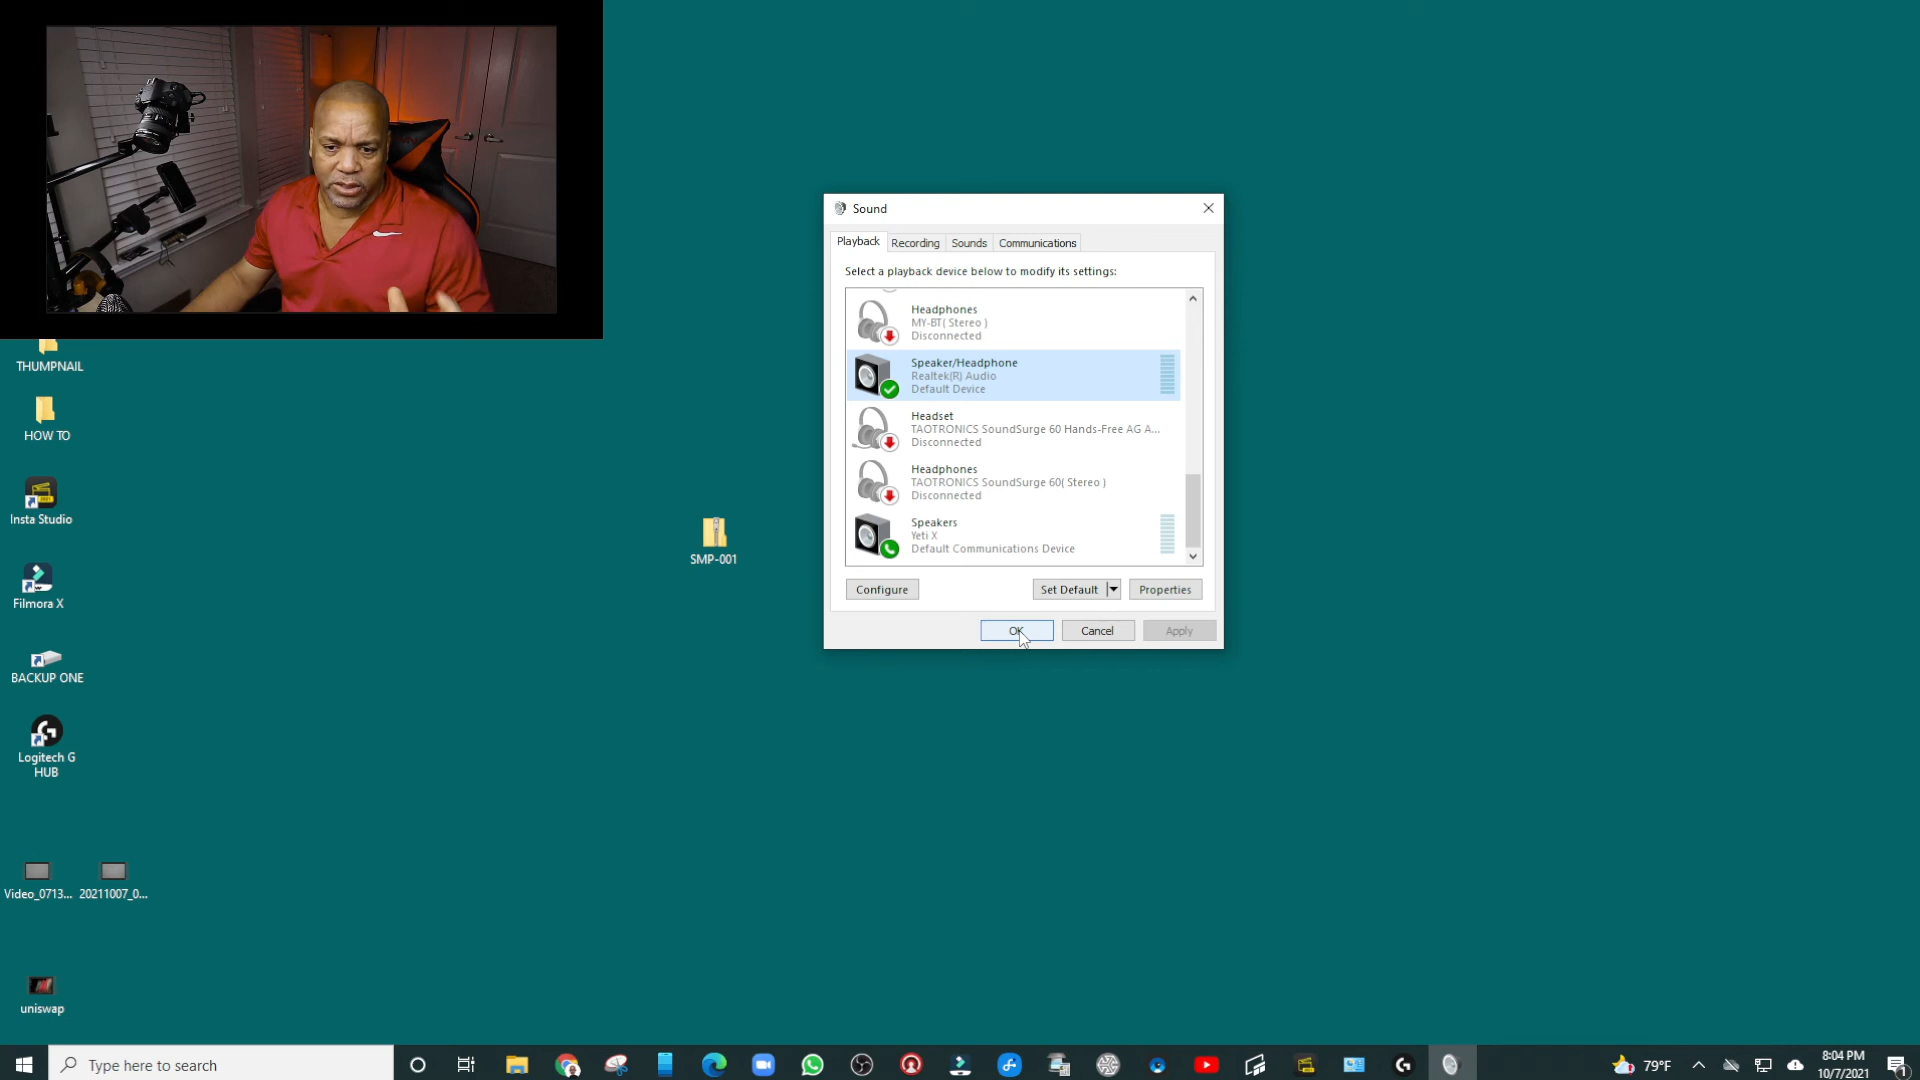 Sound
Playback
Recording
Sounds
Communications
Select a playback device below to modify its settings:
Headphones
MY-BT( Stereo )
Disconnected
Speaker/Headphone
Realtek(R) Audio
Default Device
Headset
TAOTRONICS SoundSurge 60 Hands-Free AG A...
Disconnected
Headphones
TAOTRONICS SoundSurge 60( Stereo )
Disconnected
Speakers
Yeti X
Default Communications Device
Configure
Set Default
Properties
OK
Cancel
Apply
THUMPNAIL
HOW TO
Insta Studio
Filmora X
BACKUP ONE
Logitech G
HUB
SMP-001
Video_0713...
20211007_0...
uniswap
Type here to search
79°F
8:04 PM
10/7/2021
1